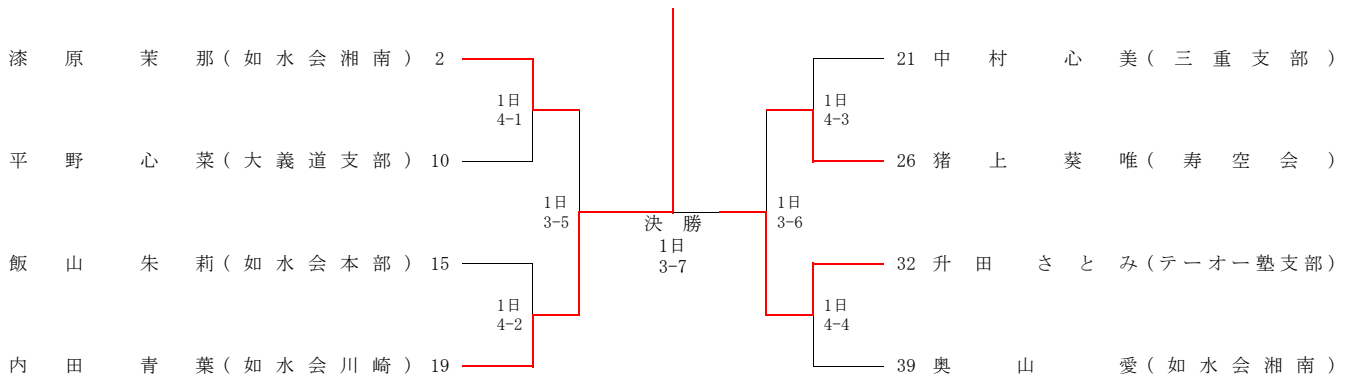 漆原 茉那(如水会湘南) 2
21 中村 心美(三重支部)
1日
4-1
1日
4-3
平野 心菜(大義道支部) 10
26 猪上 葵唯(寿空会)
1日
3-5
1日
3-6
決勝
1日
3-7
飯山 朱莉(如水会本部) 15
32 升田 さとみ(テーオー塾支部)
1日
4-2
1日
4-4
内田 青葉(如水会川崎) 19
39 奥山 愛(如水会湘南)